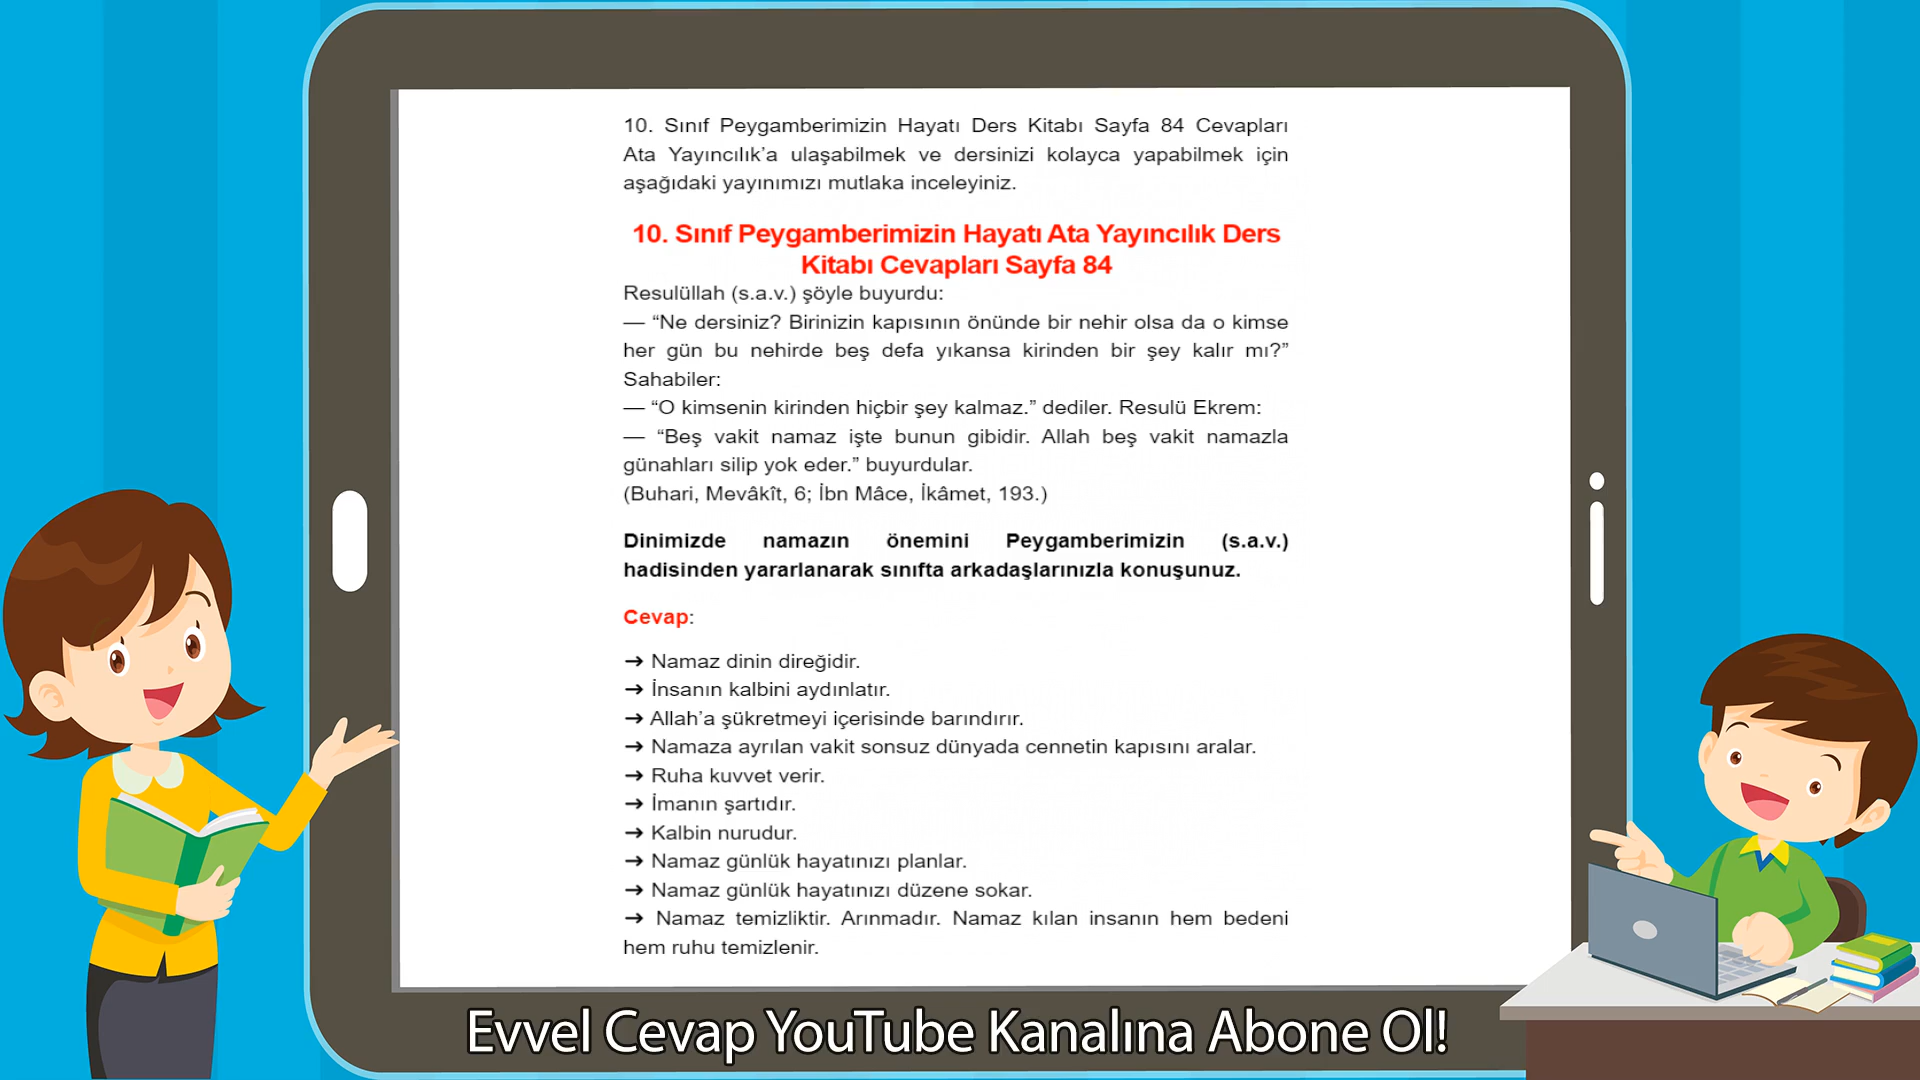 10. Sınıf Peygamberimizin Hayatı Ders Kitabı Sayfa 84 Cevapları
Ata Yayıncılık’a ulaşabilmek ve dersinizi kolayca yapabilmek için
aşağıdaki yayınımızı mutlaka inceleyiniz.
10. Sınıf Peygamberimizin Hayatı Ata Yayıncılık Ders
Kitabı Cevapları Sayfa 84
Resulüllah (s.a.v.) şöyle buyurdu:
— “Ne dersiniz? Birinizin kapısının önünde bir nehir olsa da o kimse
her gün bu nehirde beş defa yıkansa kirinden bir şey kalır mı?”
Sahabiler:
— “O kimsenin kirinden hiçbir şey kalmaz.” dediler. Resulü Ekrem:
— “Beş vakit namaz işte bunun gibidir. Allah beş vakit namazla
günahları silip yok eder.” buyurdular.
(Buhari, Mevâkît, 6; İbn Mâce, İkâmet, 193.)
Dinimizde namazın önemini Peygamberimizin (s.a.v.)
hadisinden yararlanarak sınıfta arkadaşlarınızla konuşunuz.
Cevap:
➜ Namaz dinin direğidir.
➜ İnsanın kalbini aydınlatır.
➜ Allah’a şükretmeyi içerisinde barındırır.
➜ Namaza ayrılan vakit sonsuz dünyada cennetin kapısını aralar.
➜ Ruha kuvvet verir.
➜ İmanın şartıdır.
➜ Kalbin nurudur.
➜ Namaz günlük hayatınızı planlar.
➜ Namaz günlük hayatınızı düzene sokar.
➜ Namaz temizliktir. Arınmadır. Namaz kılan insanın hem bedeni
hem ruhu temizlenir.
Evvel Cevap YouTube Kanalına Abone Ol!